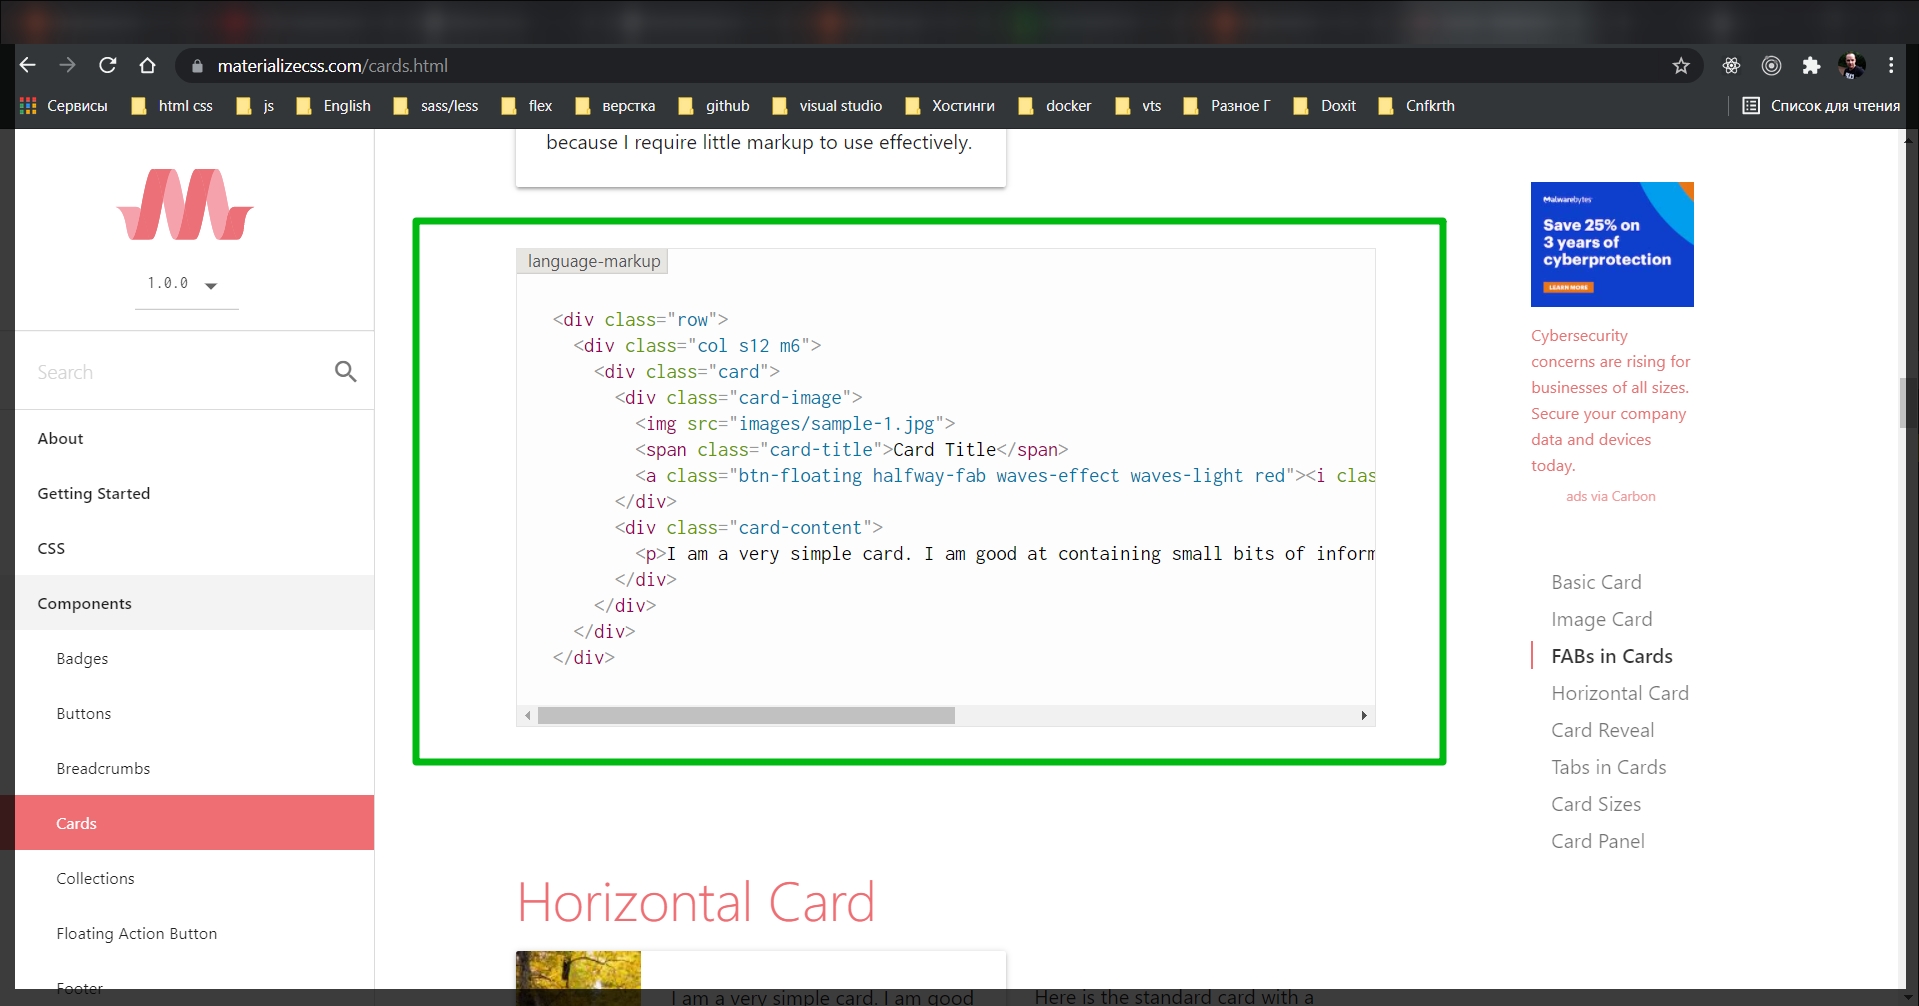 materializecss.com/cards.html
Сервисы html css js English sass/less flex верстка github visual studio Хостинги docker vts Разное Г Doxit Cnfkrth Список для чтения
1.0.0
Search
About
Getting Started
CSS
Components
Badges
Buttons
Breadcrumbs
Cards
Collections
Floating Action Button
Footer
because I require little markup to use effectively.
language-markup
<div class="row">
<div class="col s12 m6">
<div class="card">
<div class="card-image">
<img src="images/sample-1.jpg">
<span class="card-title">Card Title</span>
<a class="btn-floating halfway-fab waves-effect waves-light red"><i clas
</div>
<div class="card-content">
<p>I am a very simple card. I am good at containing small bits of inform
</div>
</div>
</div>
</div>
Horizontal Card
I am a very simple card. I am good
Here is the standard card with a
Malwarebytes
Save 25% on
3 years of
cyberprotection
LEARN MORE
Cybersecurity
concerns are rising for
businesses of all sizes.
Secure your company
data and devices
today.
ads via Carbon
Basic Card
Image Card
FABs in Cards
Horizontal Card
Card Reveal
Tabs in Cards
Card Sizes
Card Panel